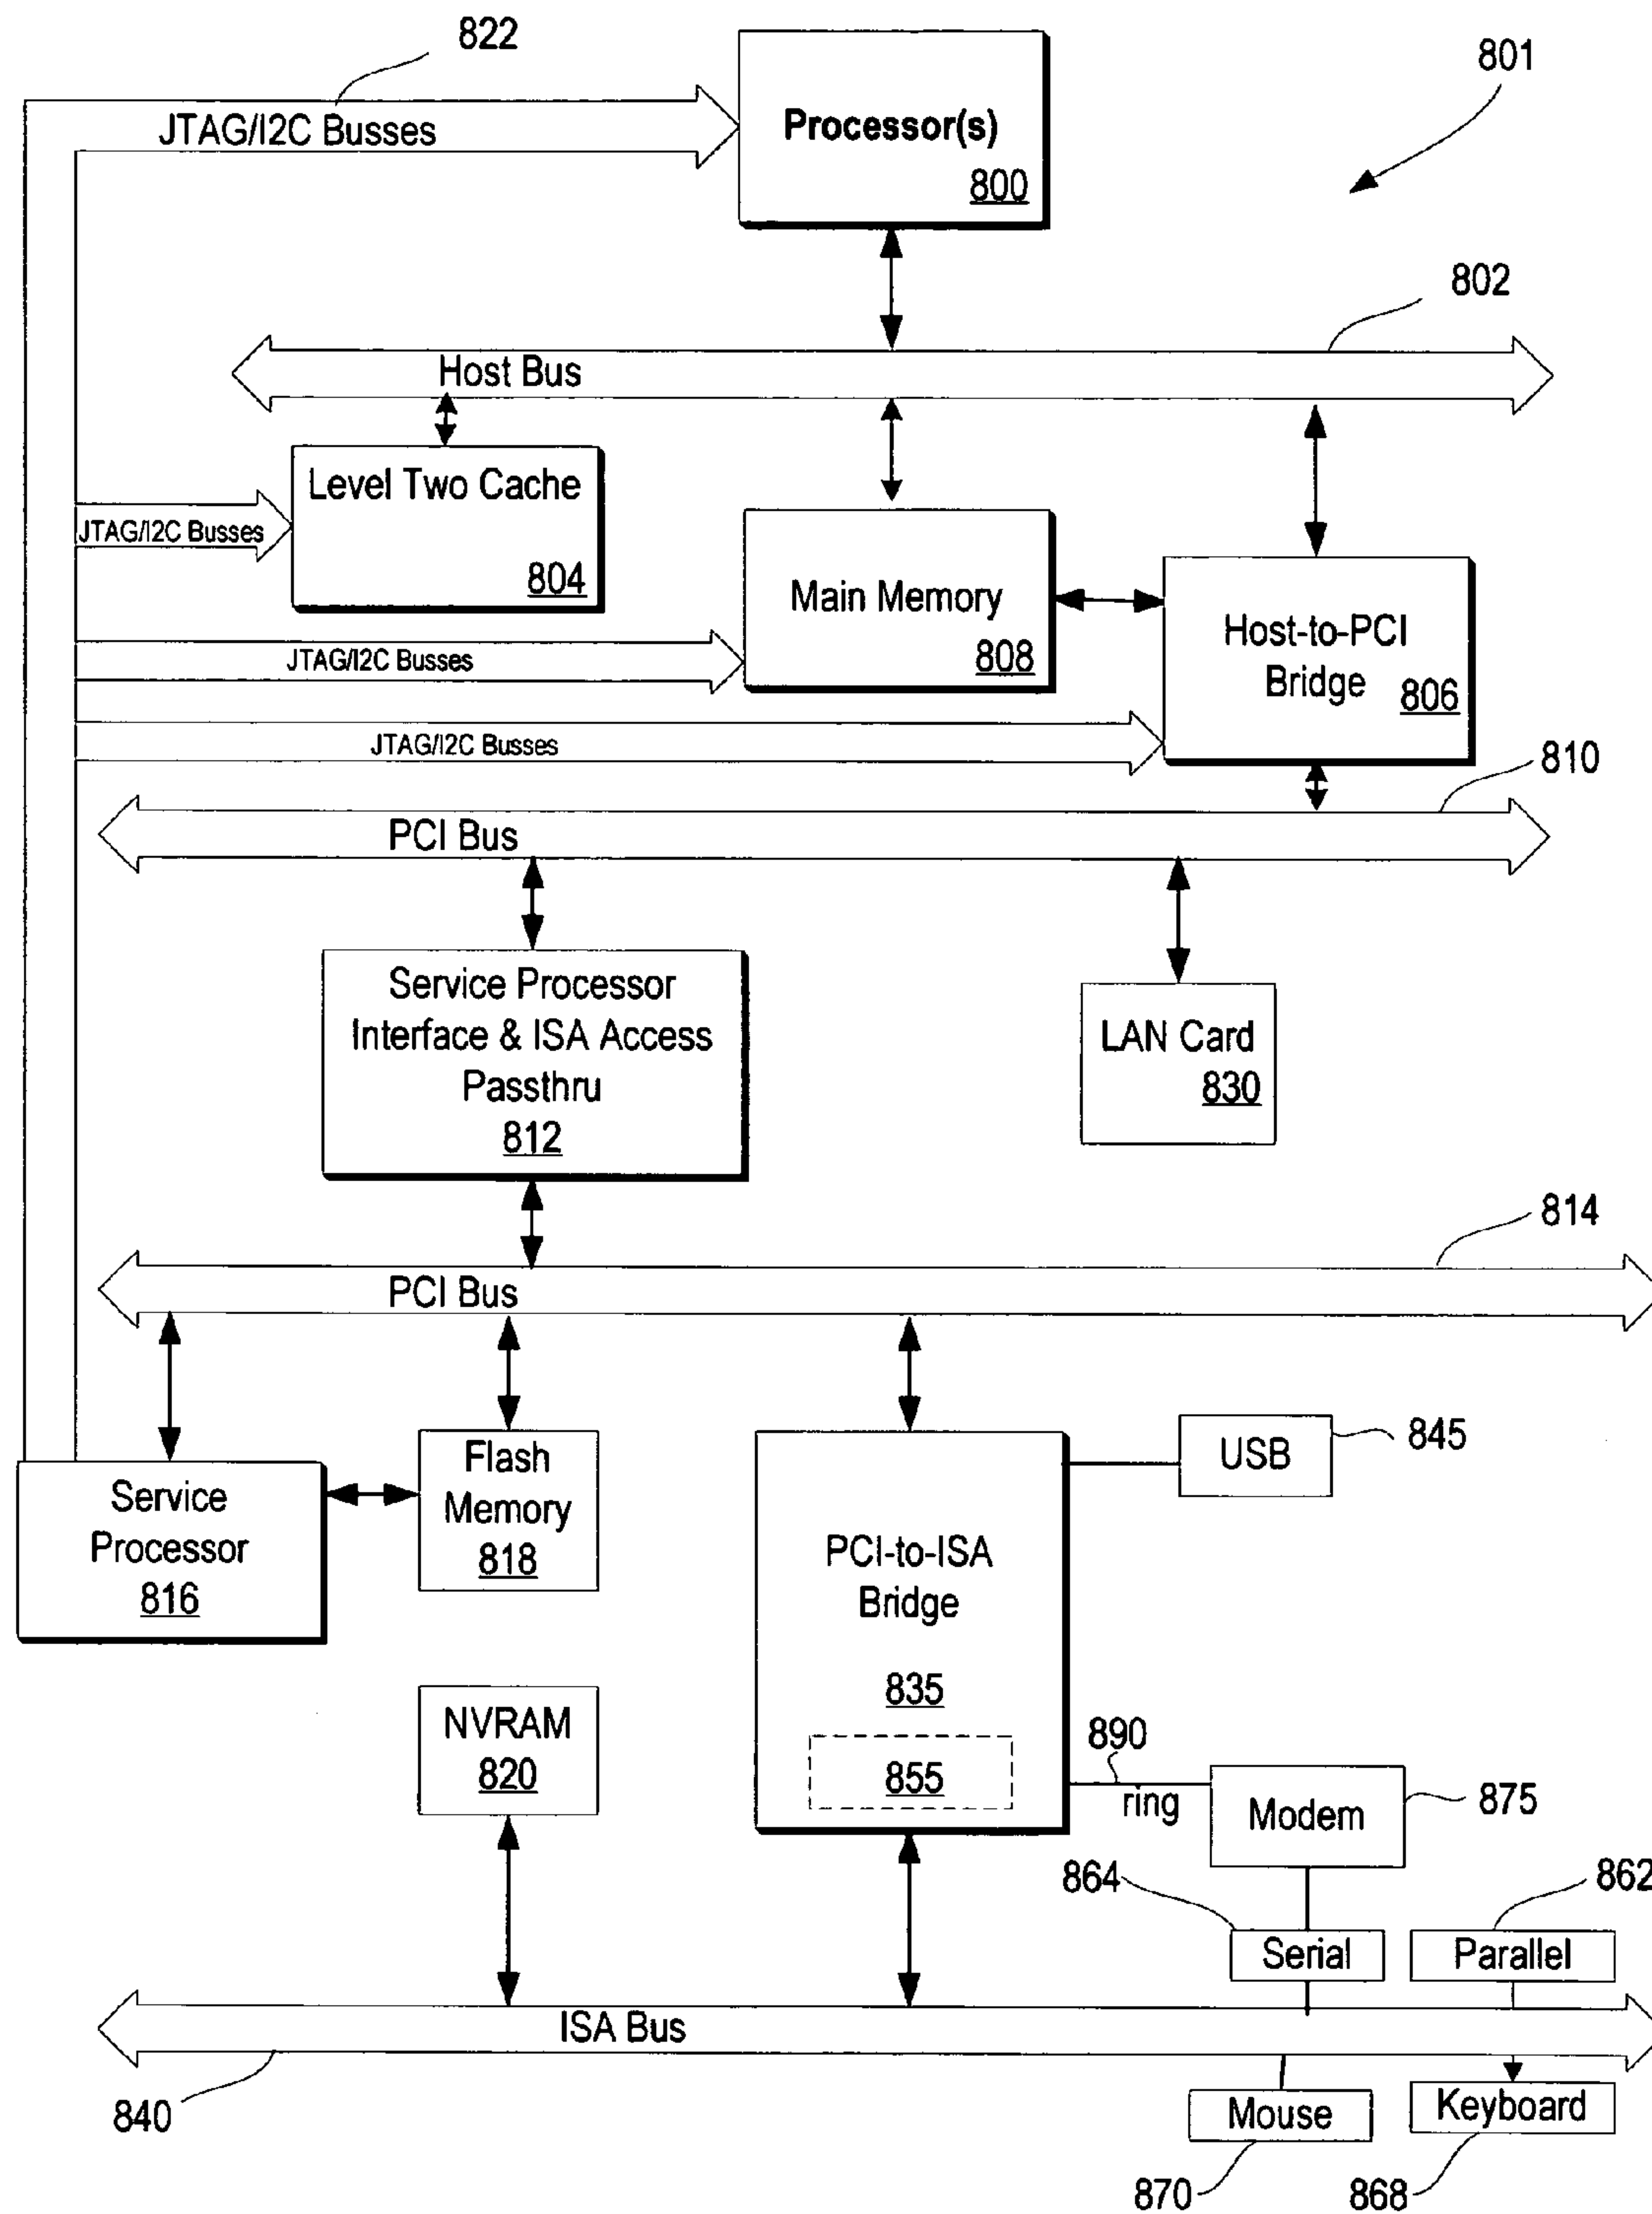 822
801
JTAG/I2C Busses
Processor(s)
800
802
Host Bus
Level Two Cache
804
JTAG/I2C Busses
Main Memory
808
Host-to-PCI
Bridge
806
JTAG/I2C Busses
JTAG/I2C Busses
810
PCI Bus
Service Processor
Interface & ISA Access
Passthru
812
LAN Card
830
814
PCI Bus
Service
Processor
816
Flash
Memory
818
USB
845
PCI-to-ISA
Bridge
835
855
NVRAM
820
890
ring
Modem
875
864
862
Serial
Parallel
ISA Bus
840
Mouse
Keyboard
870
868